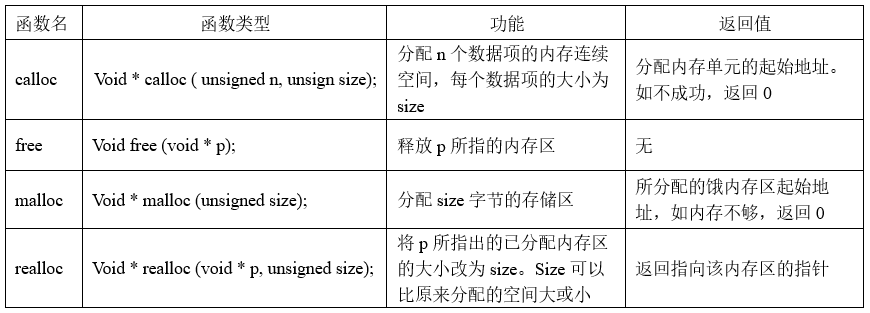 函数名 函数类型 功能 返回值
calloc Void * calloc ( unsigned n, unsign size); 分配 n 个数据项的内存连续空间，每个数据项的大小为 size 分配内存单元的起始地址。如不成功，返回 0
free Void free (void * p); 释放 p 所指的内存区 无
malloc Void * malloc (unsigned size); 分配 size 字节的存储区 所分配的饿内存区起始地址，如内存不够，返回 0
realloc Void * realloc (void * p, unsigned size); 将 p 所指出的已分配内存区的大小改为 size。Size 可以比原来分配的空间大或小 返回指向该内存区的指针